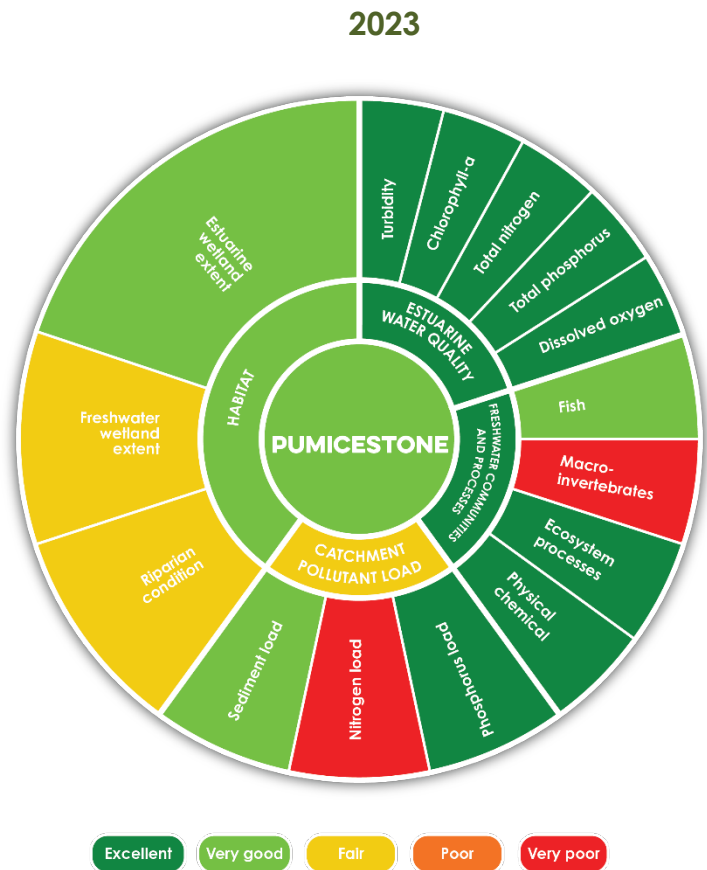 2023
Turbidity
Chlorophyll-a
Total nitrogen
Total phosphorus
Dissolved oxygen
ESTUARINE
WATER QUALITY
Fish
Macro-
invertebrates
Ecosystem
processes
Physical
chemical
FRESHWATER COMMUNITIES
AND PROCESSES
Phosphorus load
Nitrogen load
Sediment load
CATCHMENT
POLLUTANT LOAD
Riparian
condition
Freshwater
wetland
extent
Estuarine
wetland
extent
HABITAT
PUMICESTONE
Excellent
Very good
Fair
Poor
Very poor